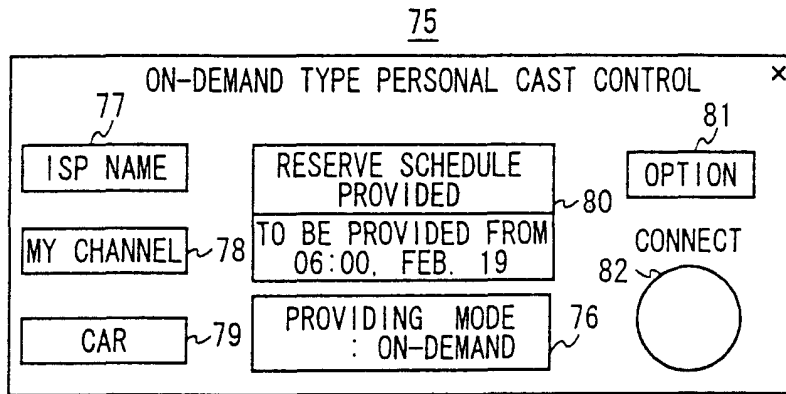 75
ON-DEMAND TYPE PERSONAL CAST CONTROL ×
77
ISP NAME
RESERVE SCHEDULE
PROVIDED
80
81
OPTION
MY CHANNEL 78
TO BE PROVIDED FROM
06:00, FEB. 19
CONNECT
82
CAR 79
PROVIDING MODE
: ON-DEMAND
76